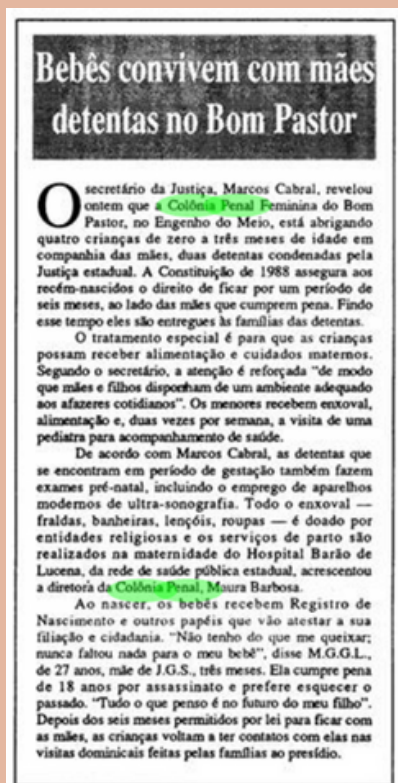 Bebês convivem com mães
detentas no Bom Pastor
O secretário da Justiça, Marcos Cabral, revelou
ontem que a Colônia Penal Feminina do Bom
Pastor, no Engenho do Meio, está abrigando
quatro crianças de zero a três meses de idade em
companhia das mães, duas detentas condenadas pela
Justiça estadual. A Constituição de 1988 assegura aos
recém-nascidos o direito de ficar por um período de
seis meses, ao lado das mães que cumprem pena. Findo
esse tempo eles são entregues às famílias das detentas.
O tratamento especial é para que as crianças
possam receber alimentação e cuidados maternos.
Segundo o secretário, a atenção é reforçada "de modo
que mães e filhos disponham de um ambiente adequado
aos afazeres cotidianos". Os menores recebem enxoval,
alimentação e, duas vezes por semana, a visita de uma
pediatra para acompanhamento de saúde.
De acordo com Marcos Cabral, as detentas que
se encontram em período de gestação também fazem
exames pré-natal, incluindo o emprego de aparelhos
modernos de ultra-sonografia. Todo o enxoval —
fraldas, banheiras, lençóis, roupas — é doado por
entidades religiosas e os serviços de parto são
realizados na maternidade do Hospital Barão de
Lucena, da rede de saúde pública estadual, acrescentou
a diretora da Colônia Penal, Maura Barbosa.
Ao nascer, os bebês recebem Registro de
Nascimento e outros papéis que vão atestar a sua
filiação e cidadania. "Não tenho do que me queixar;
nunca faltou nada para o meu bebê", disse M.G.G.L.,
de 27 anos, mãe de J.G.S., três meses. Ela cumpre pena
de 18 anos por assassinato e prefere esquecer o
passado. "Tudo o que penso é no futuro do meu filho".
Depois dos seis meses permitidos por lei para ficar com
as mães, as crianças voltam a ter contatos com elas nas
visitas dominicais feitas pelas famílias ao presídio.